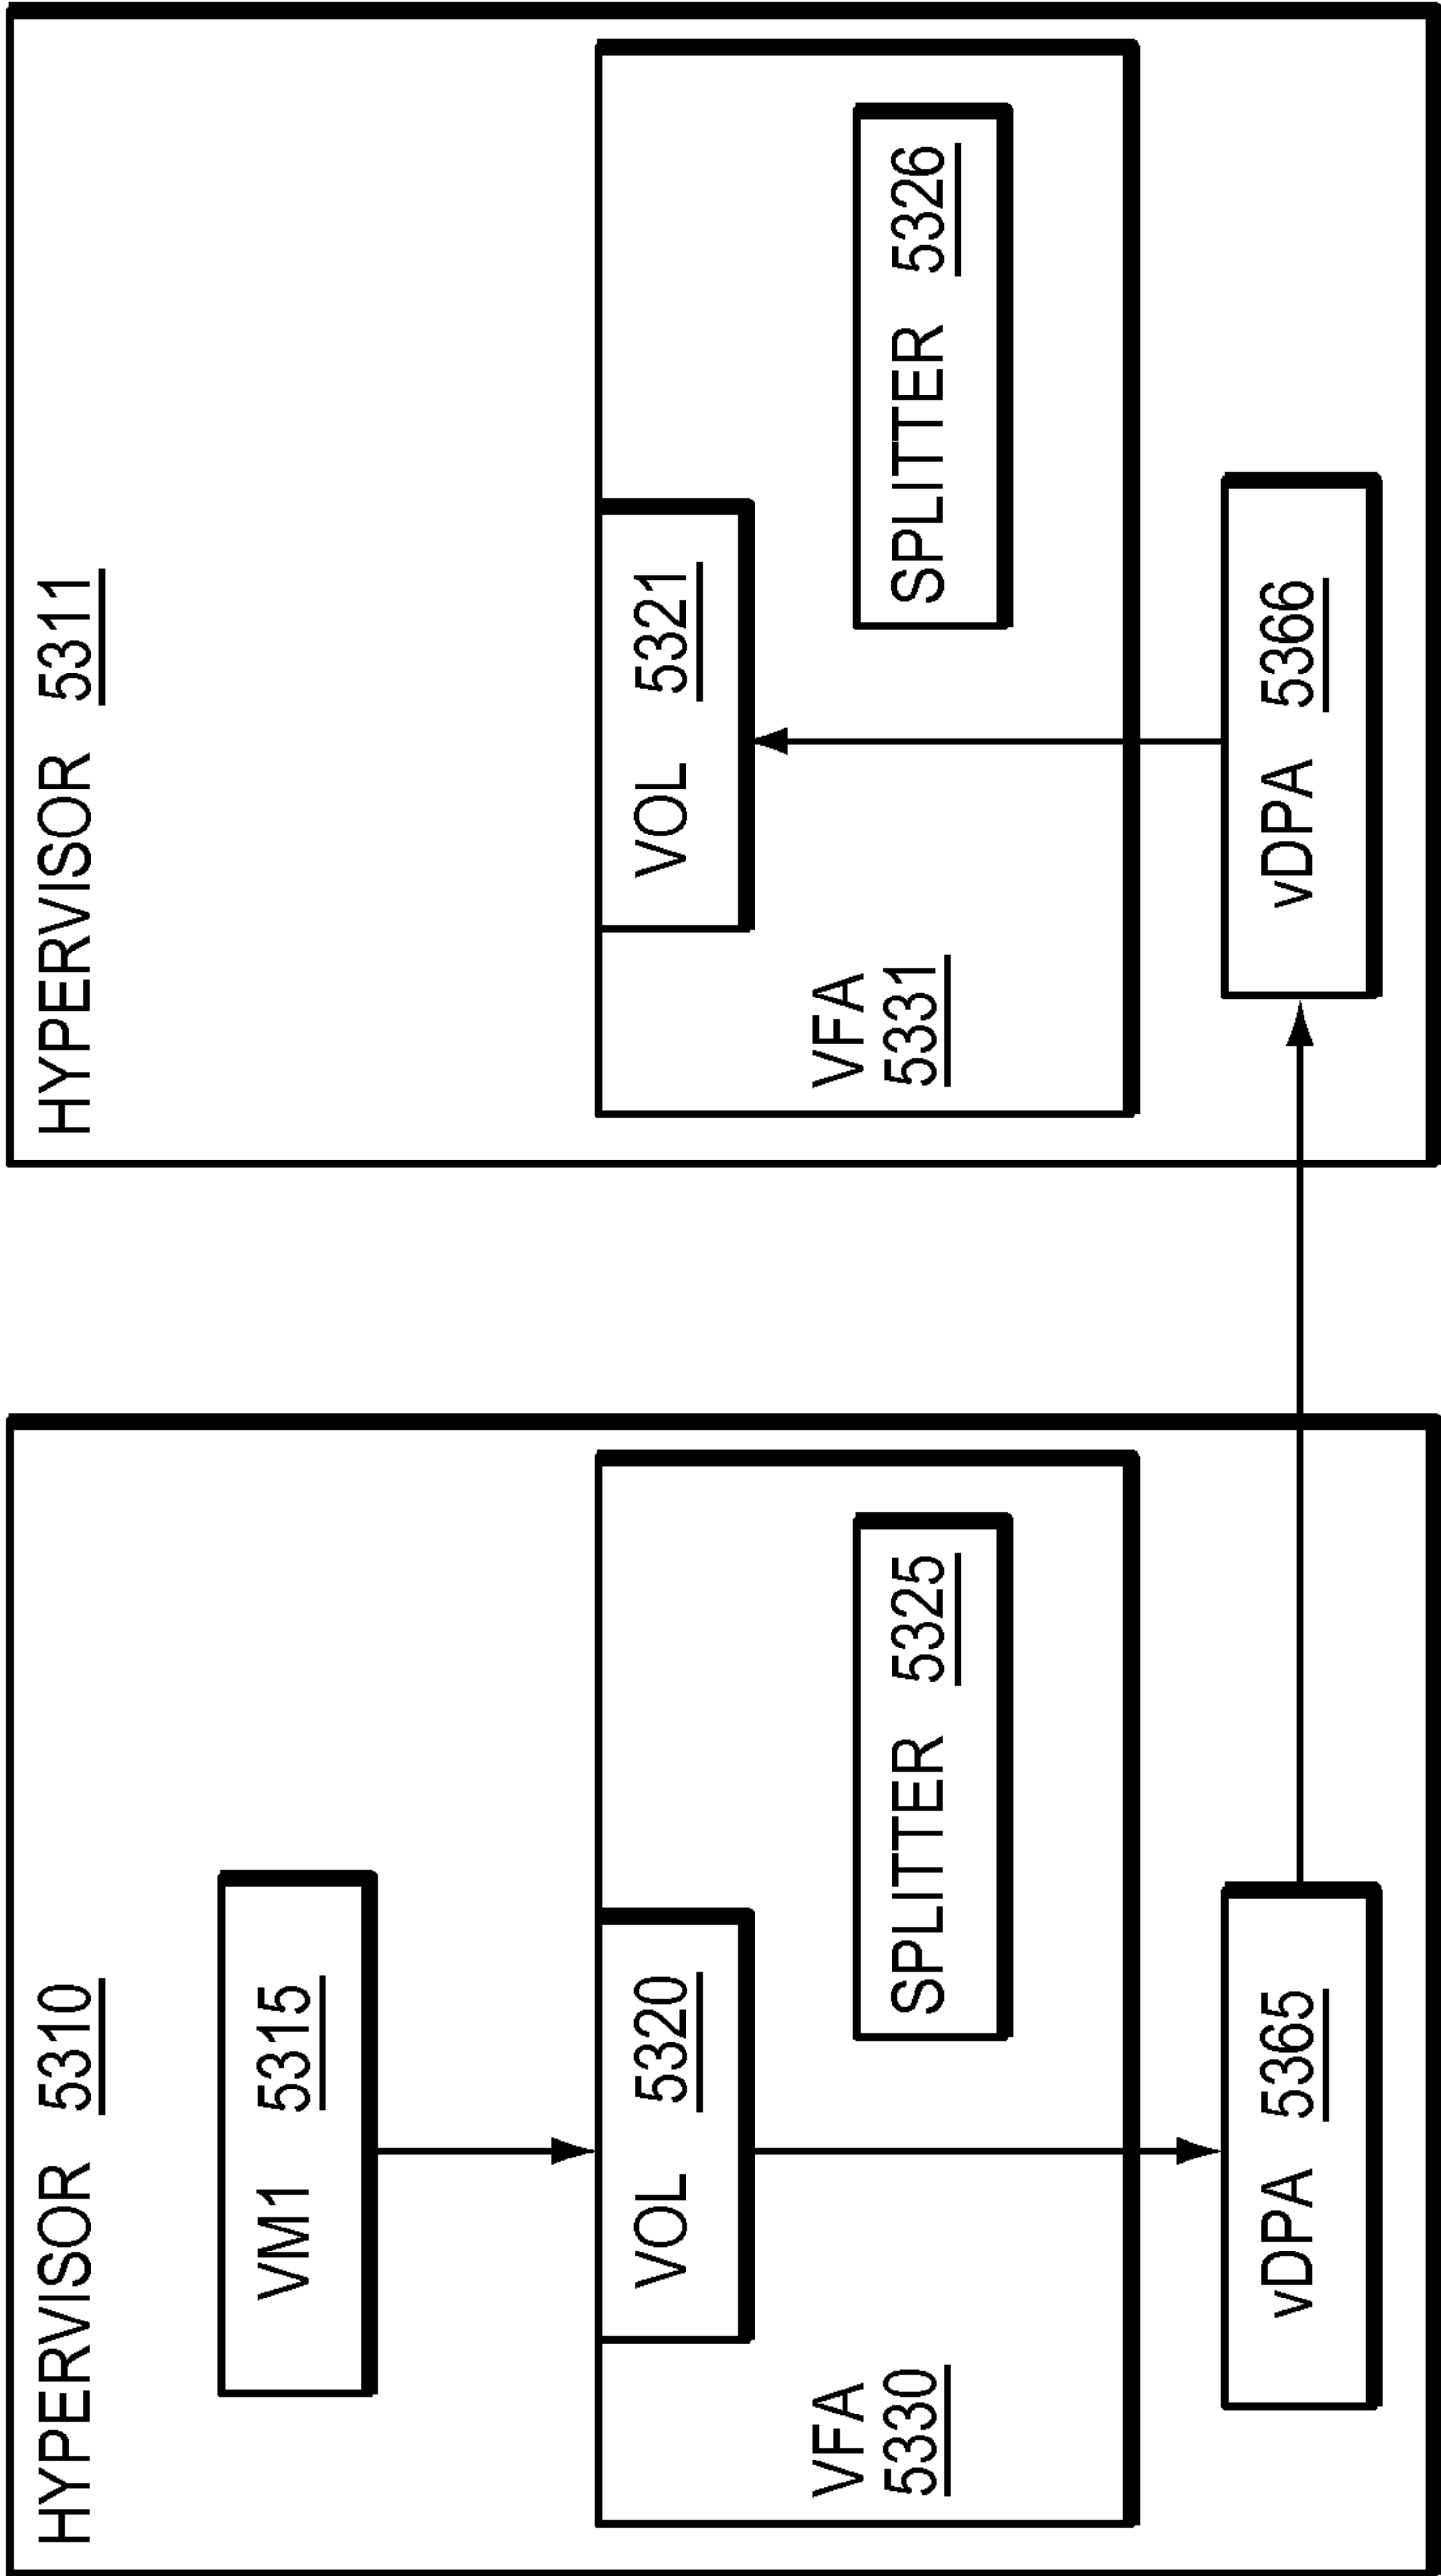 HYPERVISOR 5310
VM1 5315
VOL 5320
VFA
5330
SPLITTER 5325
vDPA 5365
HYPERVISOR 5311
VOL 5321
VFA
5331
SPLITTER 5326
vDPA 5366